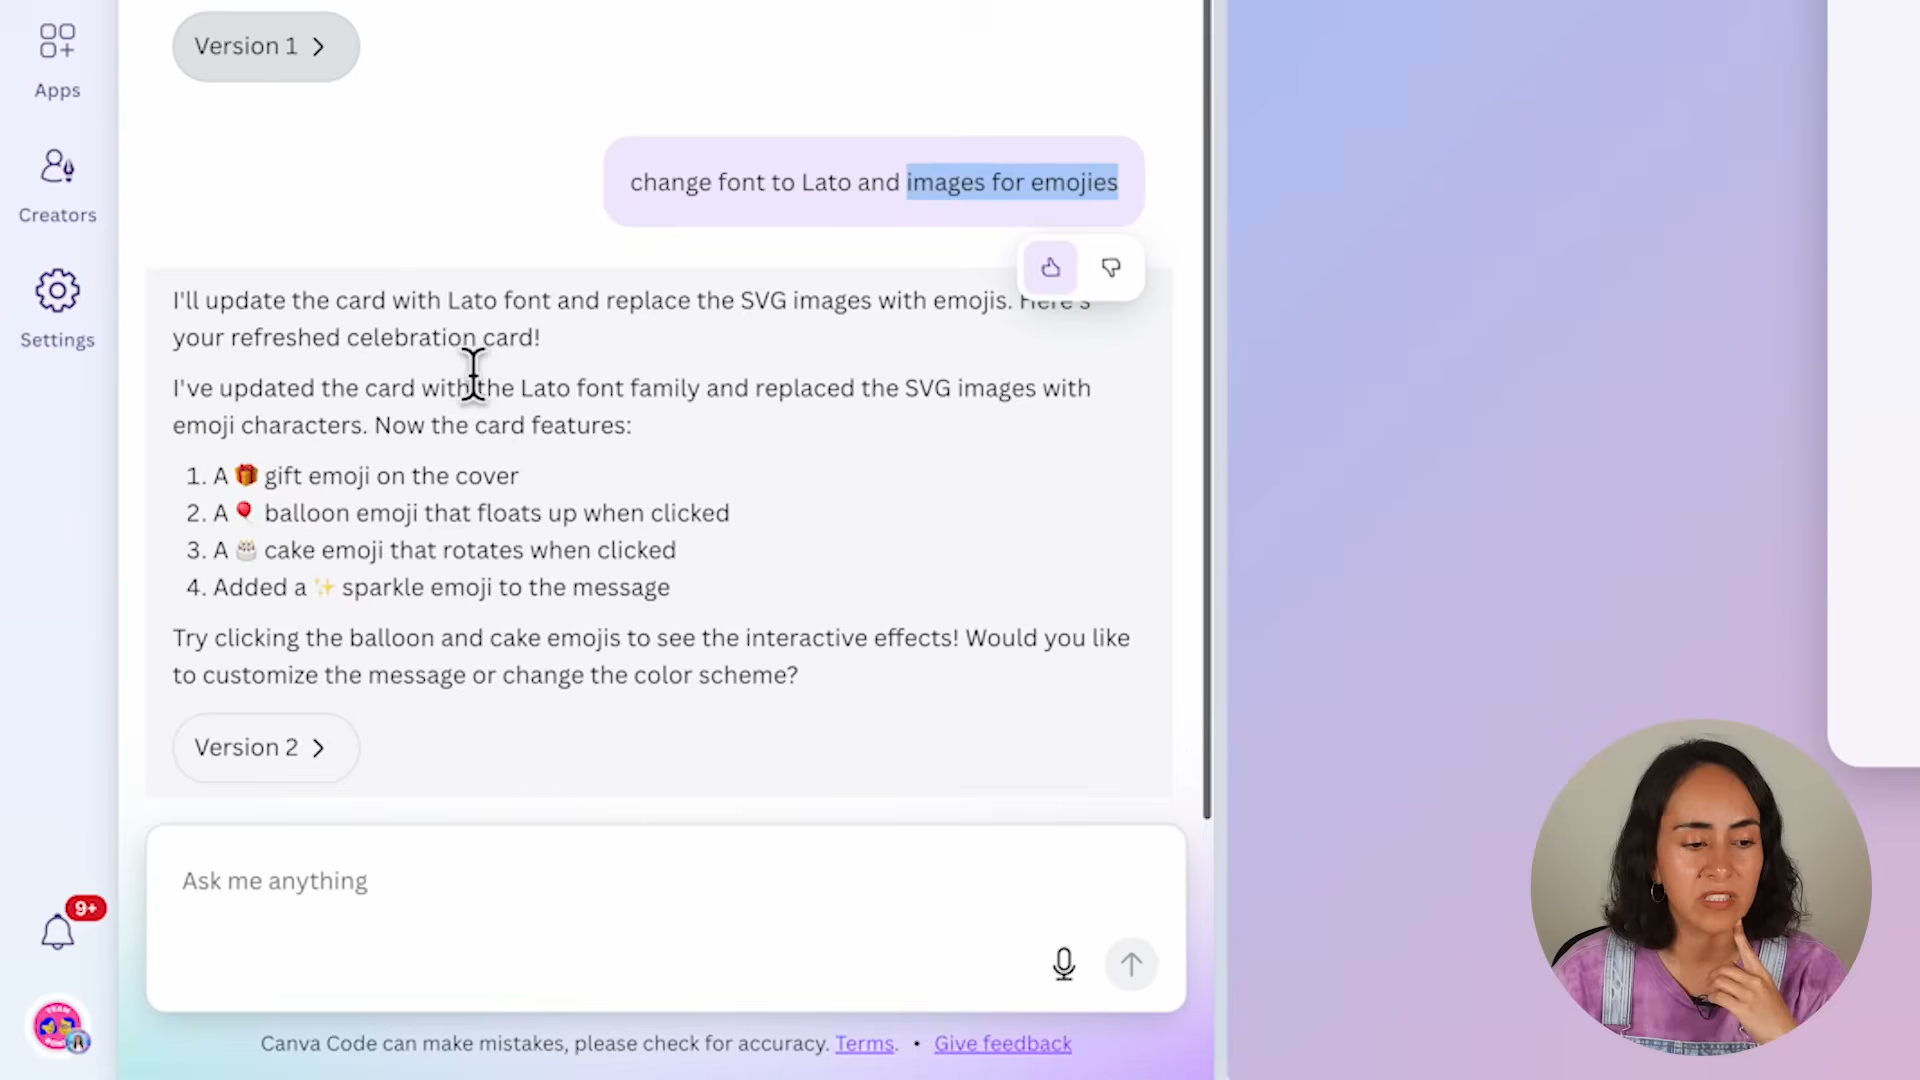 Apps
Creators
Settings
9+
Version 1
change font to Lato and images for emojies
I'll update the card with Lato font and replace the SVG images with emojis. Here's
your refreshed celebration card!
I've updated the card with the Lato font family and replaced the SVG images with
emoji characters. Now the card features:
1. A 🎁 gift emoji on the cover
2. A 🎈 balloon emoji that floats up when clicked
3. A 🎂 cake emoji that rotates when clicked
4. Added a ✨ sparkle emoji to the message
Try clicking the balloon and cake emojis to see the interactive effects! Would you like
to customize the message or change the color scheme?
Version 2
Ask me anything
Canva Code can make mistakes, please check for accuracy. Terms. • Give feedback